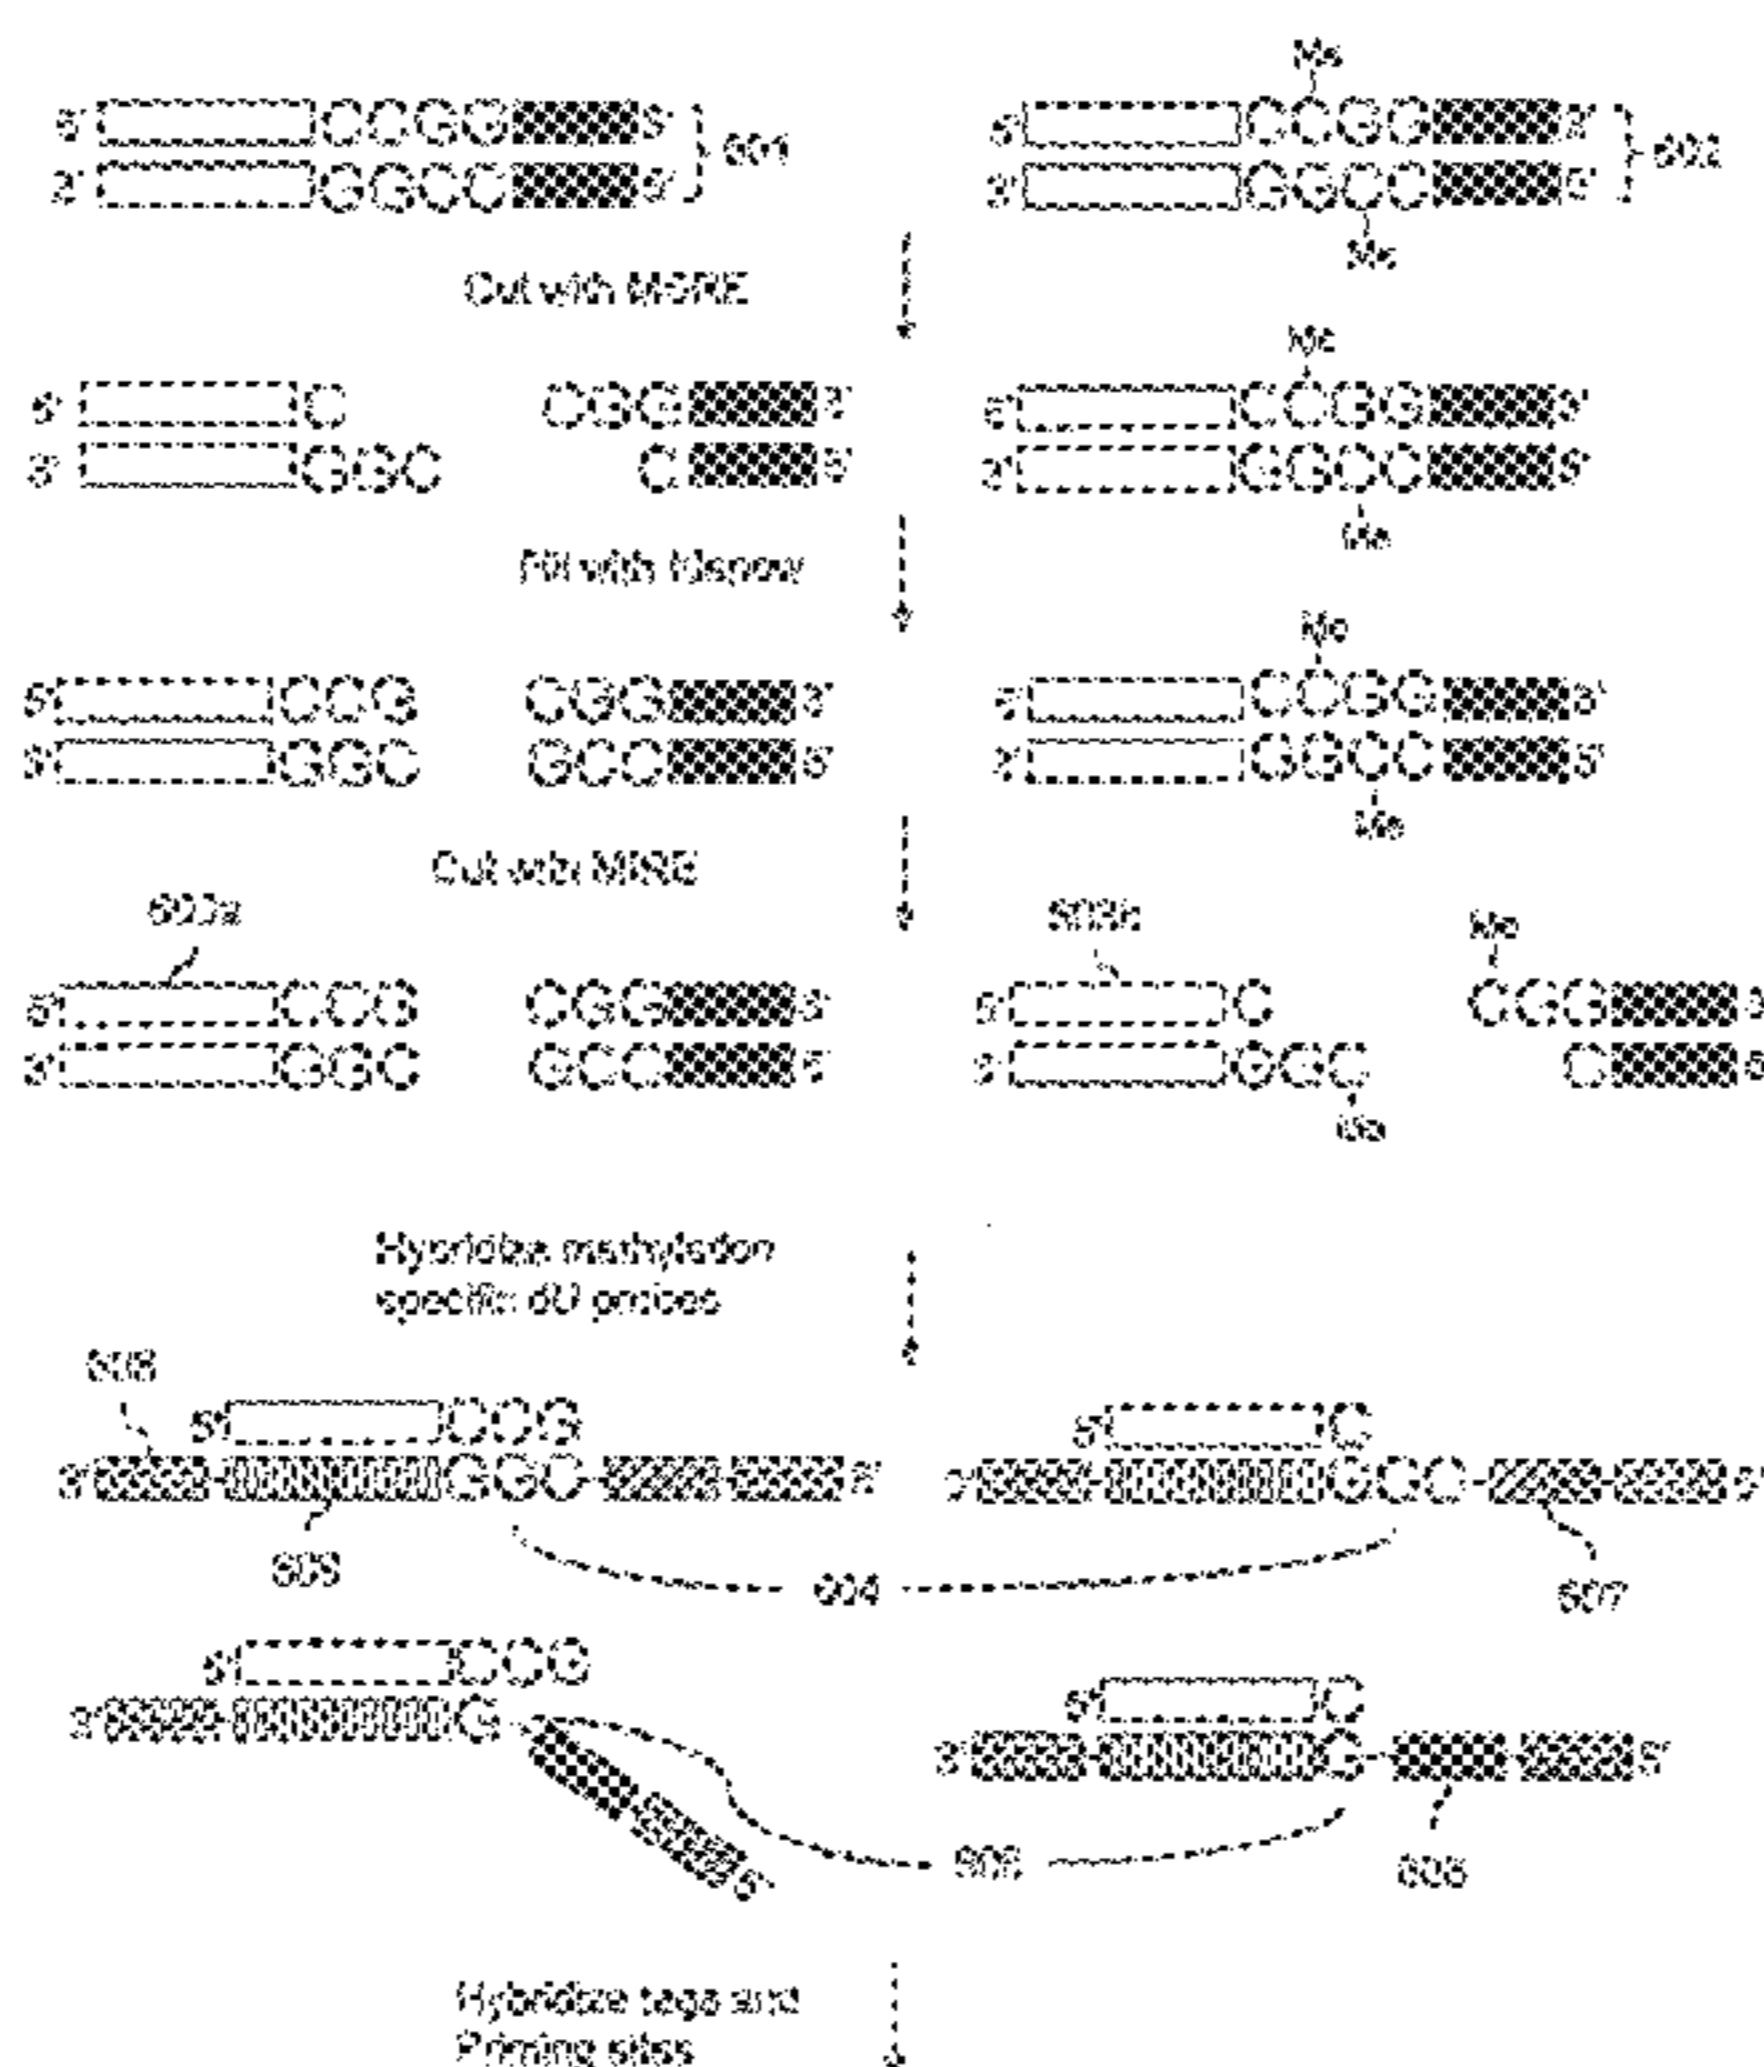 Me
5' CCGG 3' 601 5' CCGG 3' 602
3' GGCC 5' 3' GGCC 5'
Me
Cut with MSRE
Me
5' C CGG 3' 5' CCGG 3'
3' GGC C 5' 3' GGCC 5'
Me
Fill with Klenow
Me
5' CCG CGG 3' 5' CCGG 3'
3' GGC GCC 5' 3' GGCC 5'
Me
Cut with MIRE
603a 603b Me
5' CCG CGG 3' 5' C CGG
3' GGC GCC 5' 3' GGC C
Me
Hybridize methylation
specific dU probes
5' CCG 5' C
3' GGC 3' GCC
604 607
5' CCG 5' C
3' G 3' G 5'
5'
Hybridize tags and
Priming sites